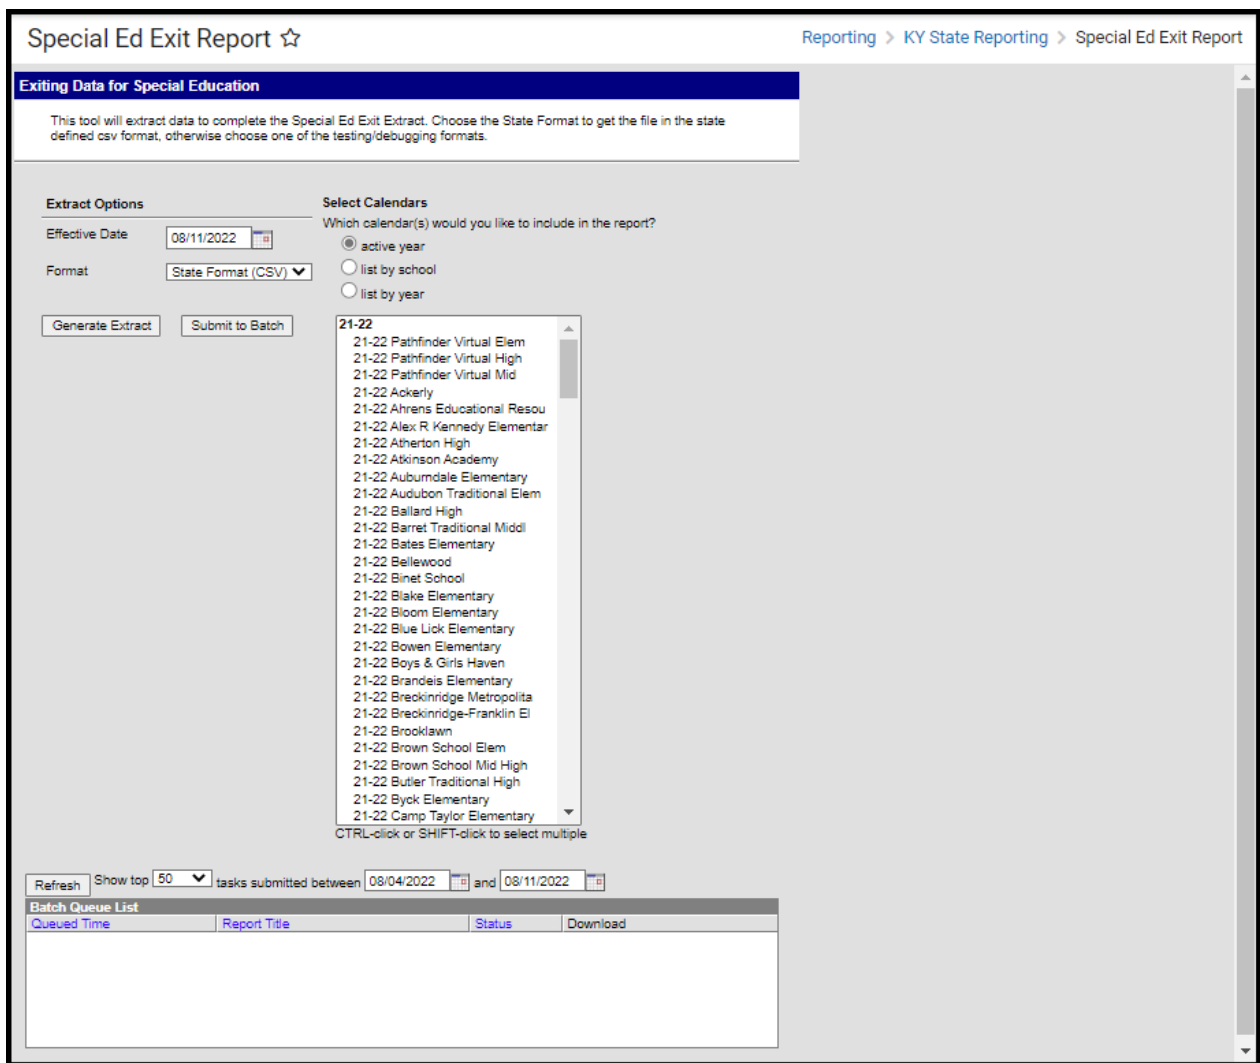 Special Ed Exit Report ☆
Reporting > KY State Reporting > Special Ed Exit Report
Exiting Data for Special Education
This tool will extract data to complete the Special Ed Exit Extract. Choose the State Format to get the file in the state
defined csv format, otherwise choose one of the testing/debugging formats.
Extract Options
Effective Date 08/11/2022
Format State Format (CSV)
Generate Extract Submit to Batch
Select Calendars
Which calendar(s) would you like to include in the report?
active year
list by school
list by year
21-22
21-22 Pathfinder Virtual Elem
21-22 Pathfinder Virtual High
21-22 Pathfinder Virtual Mid
21-22 Ackerly
21-22 Ahrens Educational Resou
21-22 Alex R Kennedy Elementar
21-22 Atherton High
21-22 Atkinson Academy
21-22 Auburndale Elementary
21-22 Audubon Traditional Elem
21-22 Ballard High
21-22 Barret Traditional Middl
21-22 Bates Elementary
21-22 Bellewood
21-22 Binet School
21-22 Blake Elementary
21-22 Bloom Elementary
21-22 Blue Lick Elementary
21-22 Bowen Elementary
21-22 Boys & Girls Haven
21-22 Brandeis Elementary
21-22 Breckinridge Metropolita
21-22 Breckinridge-Franklin El
21-22 Brooklawn
21-22 Brown School Elem
21-22 Brown School Mid High
21-22 Butler Traditional High
21-22 Byck Elementary
21-22 Camp Taylor Elementary
CTRL-click or SHIFT-click to select multiple
Refresh Show top 50 tasks submitted between 08/04/2022 and 08/11/2022
Batch Queue List
Queued Time Report Title Status Download